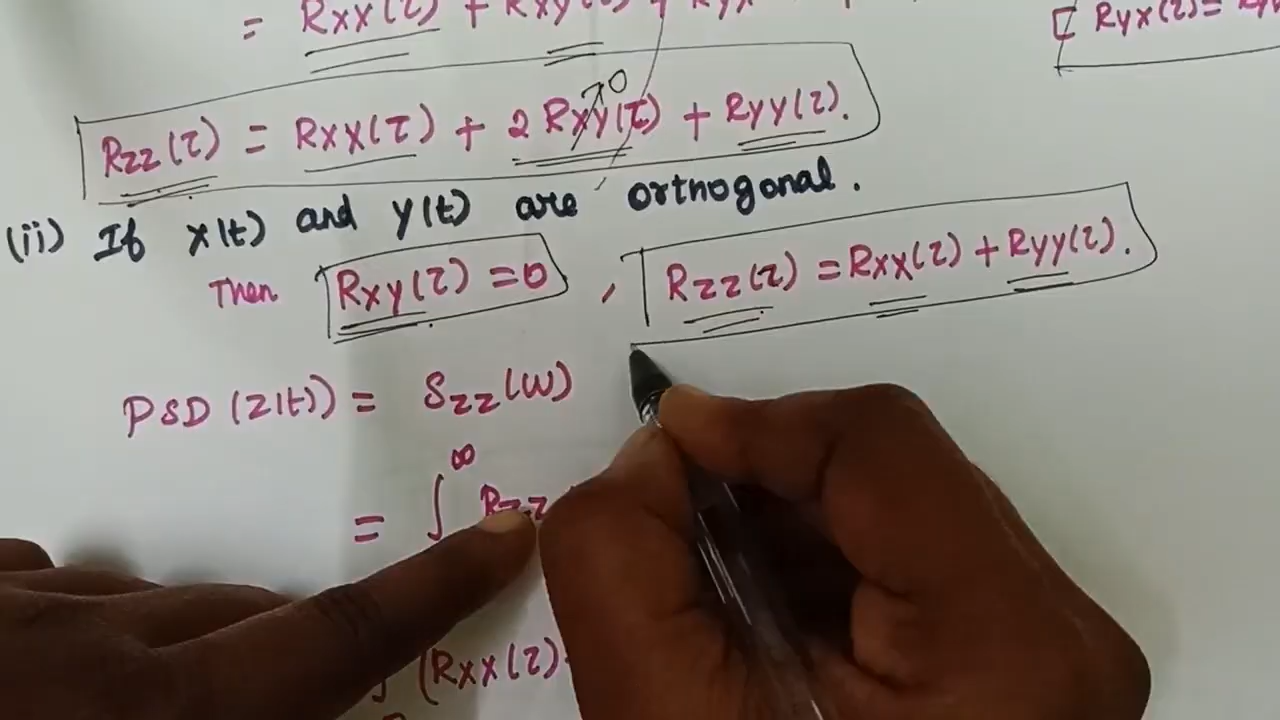 = Rxx(τ) + Rxy(τ) + Ryx
[ Ryx(τ)=
Rzz(τ) = Rxx(τ) + 2 Rxy(τ) + Ryy(τ).
0
(ii) If x(t) and y(t) are orthogonal.
Then Rxy(τ) = 0 , Rzz(τ) = Rxx(τ) + Ryy(τ).
PSD (z(t)) = Szz(ω)
= ∫ ∞ Rzz
(Rxx(τ)